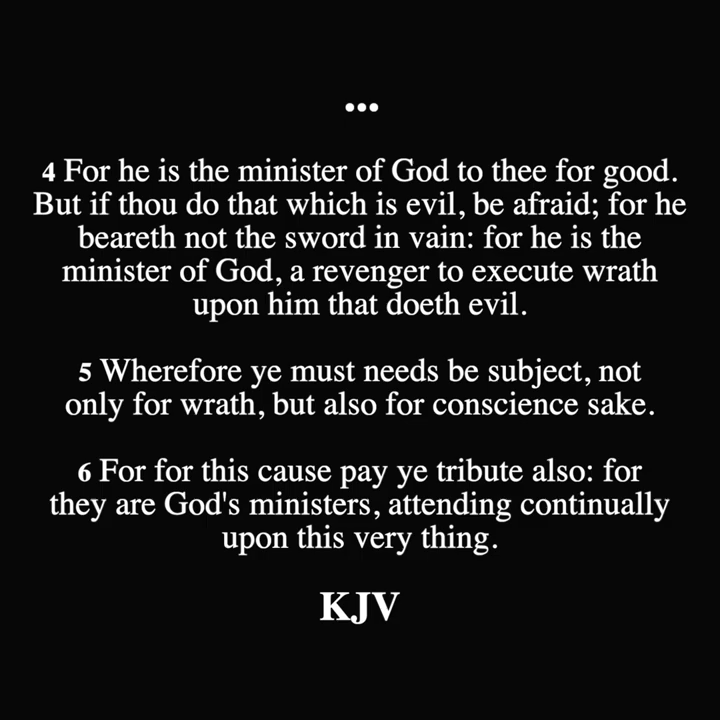 ...
4 For he is the minister of God to thee for good.
But if thou do that which is evil, be afraid; for he
beareth not the sword in vain: for he is the
minister of God, a revenger to execute wrath
upon him that doeth evil.
5 Wherefore ye must needs be subject, not
only for wrath, but also for conscience sake.
6 For for this cause pay ye tribute also: for
they are God's ministers, attending continually
upon this very thing.
KJV